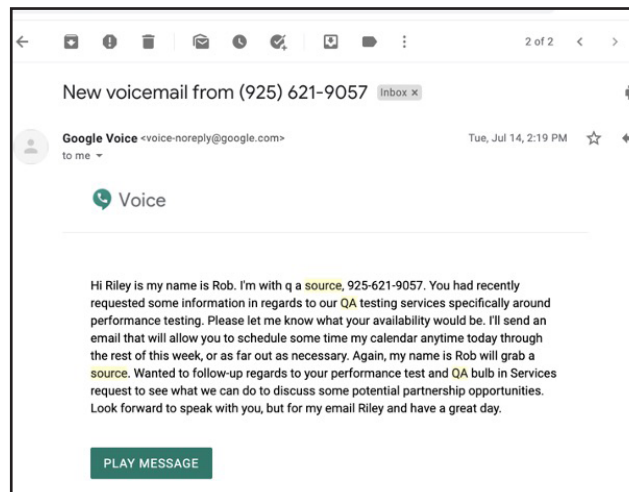 2 of 2
New voicemail from (925) 621-9057 Inbox x
Google Voice <voice-noreply@google.com> Tue, Jul 14, 2:19 PM
to me
Voice
Hi Riley is my name is Rob. I'm with q a source, 925-621-9057. You had recently
requested some information in regards to our QA testing services specifically around
performance testing. Please let me know what your availability would be. I'll send an
email that will allow you to schedule some time my calendar anytime today through
the rest of this week, or as far out as necessary. Again, my name is Rob will grab a
source. Wanted to follow-up regards to your performance test and QA bulb in Services
request to see what we can do to discuss some potential partnership opportunities.
Look forward to speak with you, but for my email Riley and have a great day.
PLAY MESSAGE